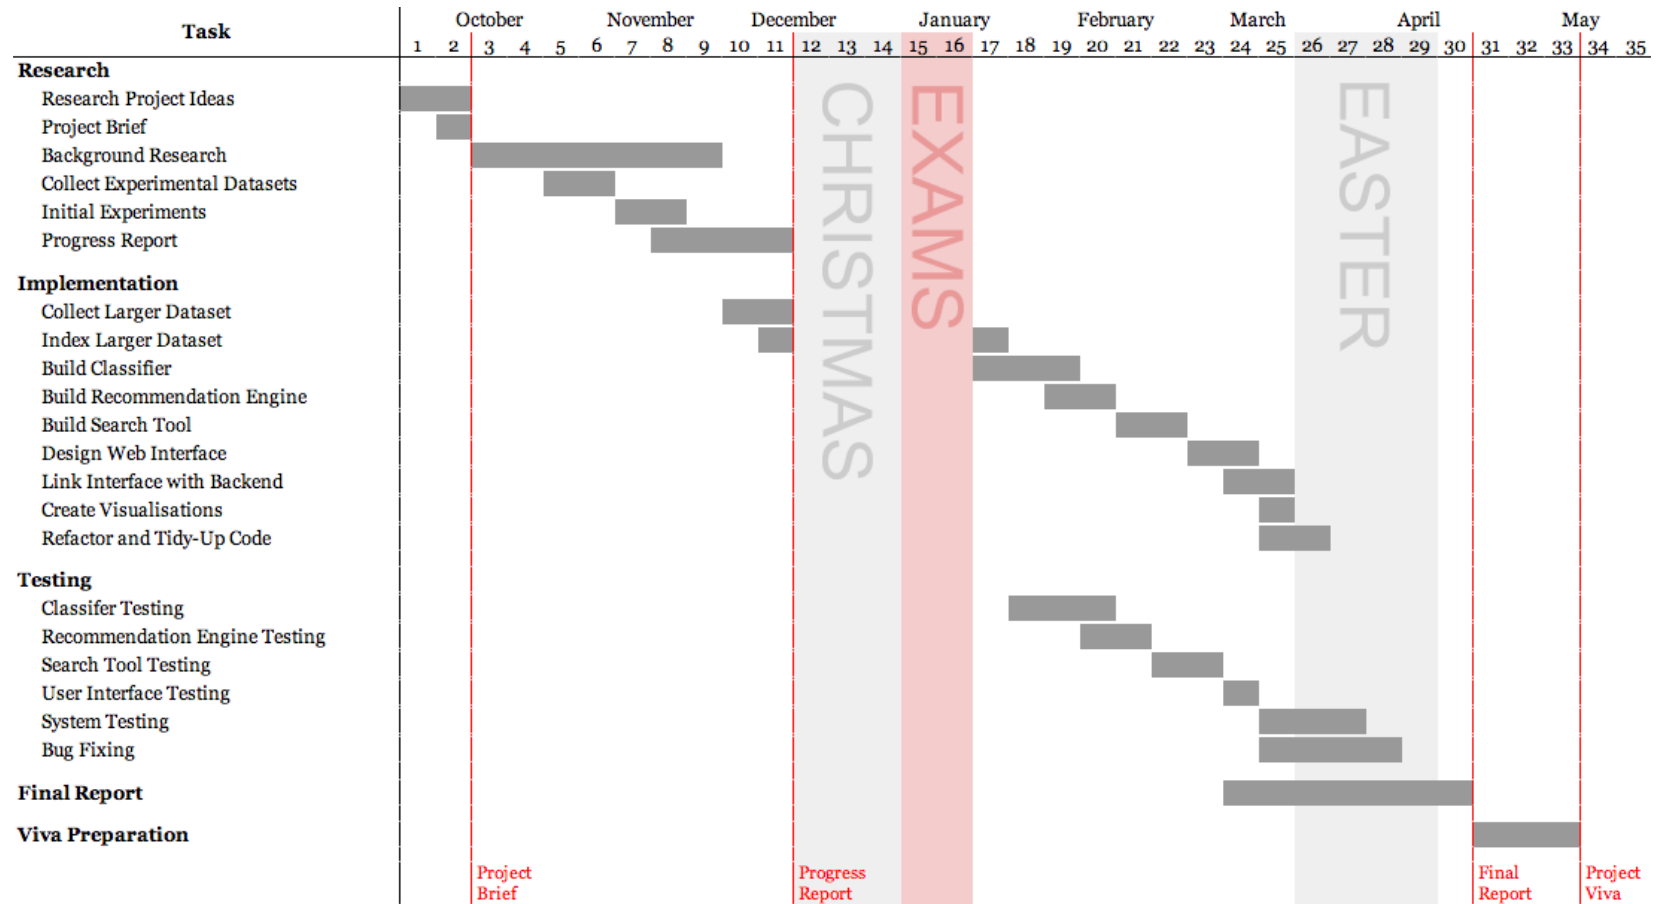 Task
October November December January February March April May
1 2 3 4 5 6 7 8 9 10 11 12 13 14 15 16 17 18 19 20 21 22 23 24 25 26 27 28 29 30 31 32 33 34 35
Research
Research Project Ideas
Project Brief
Background Research
Collect Experimental Datasets
Initial Experiments
Progress Report
Implementation
Collect Larger Dataset
Index Larger Dataset
Build Classifier
Build Recommendation Engine
Build Search Tool
Design Web Interface
Link Interface with Backend
Create Visualisations
Refactor and Tidy-Up Code
Testing
Classifer Testing
Recommendation Engine Testing
Search Tool Testing
User Interface Testing
System Testing
Bug Fixing
Final Report
Viva Preparation
CHRISTMAS
EXAMS
EASTER
Project
Brief
Progress
Report
Final
Report
Project
Viva